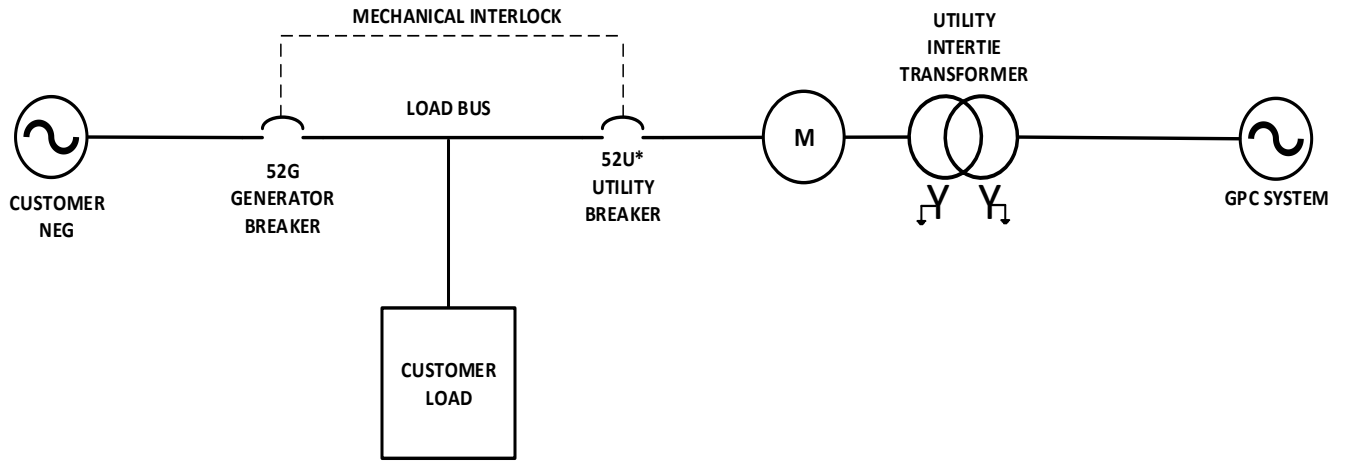 MECHANICAL INTERLOCK
UTILITY
INTERTIE
TRANSFORMER
LOAD BUS
M
52G
GENERATOR
BREAKER
52U*
UTILITY
BREAKER
CUSTOMER
NEG
GPC SYSTEM
CUSTOMER
LOAD